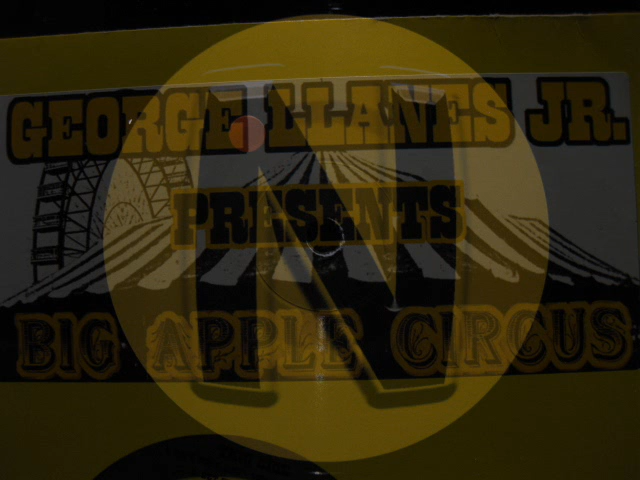 GEORGE LLANES JR.
PRESENTS
N
BIG APPLE CIRCUS